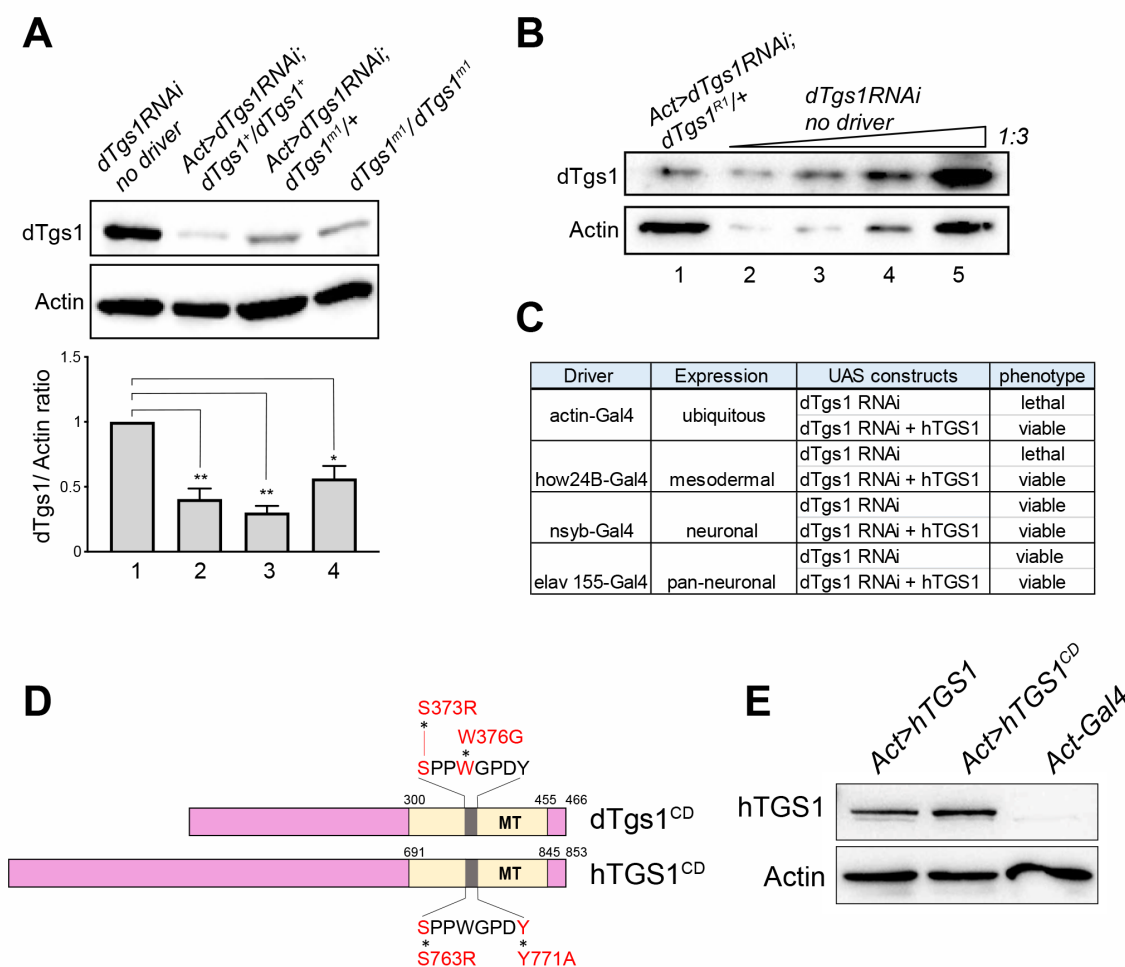 A
dTgs1RNAi
no driver
Act>dTgs1RNAi;
dTgs1⁺/dTgs1⁺
Act>dTgs1RNAi;
dTgs1ᵐ¹/+
dTgs1ᵐ¹/dTgs1ᵐ¹
dTgs1
Actin
dTgs1/ Actin ratio
1.5
1
0.5
0
**
**
*
1 2 3 4
B
Act>dTgs1RNAi;
dTgs1ᴿ¹/+
dTgs1RNAi
no driver
1:3
dTgs1
Actin
1 2 3 4 5
C
Driver Expression UAS constructs phenotype
actin-Gal4 ubiquitous dTgs1 RNAi lethal
dTgs1 RNAi + hTGS1 viable
how24B-Gal4 mesodermal dTgs1 RNAi lethal
dTgs1 RNAi + hTGS1 viable
nsyb-Gal4 neuronal dTgs1 RNAi viable
dTgs1 RNAi + hTGS1 viable
elav 155-Gal4 pan-neuronal dTgs1 RNAi viable
dTgs1 RNAi + hTGS1 viable
D
S373R
*
W376G
*
SPPWGPDY
300 455 466
MT
dTgs1ᶜᴰ
691 845 853
MT
hTGS1ᶜᴰ
SPPWGPDY
* *
S763R Y771A
E
Act>hTGS1
Act>hTGS1ᶜᴰ
Act-Gal4
hTGS1
Actin